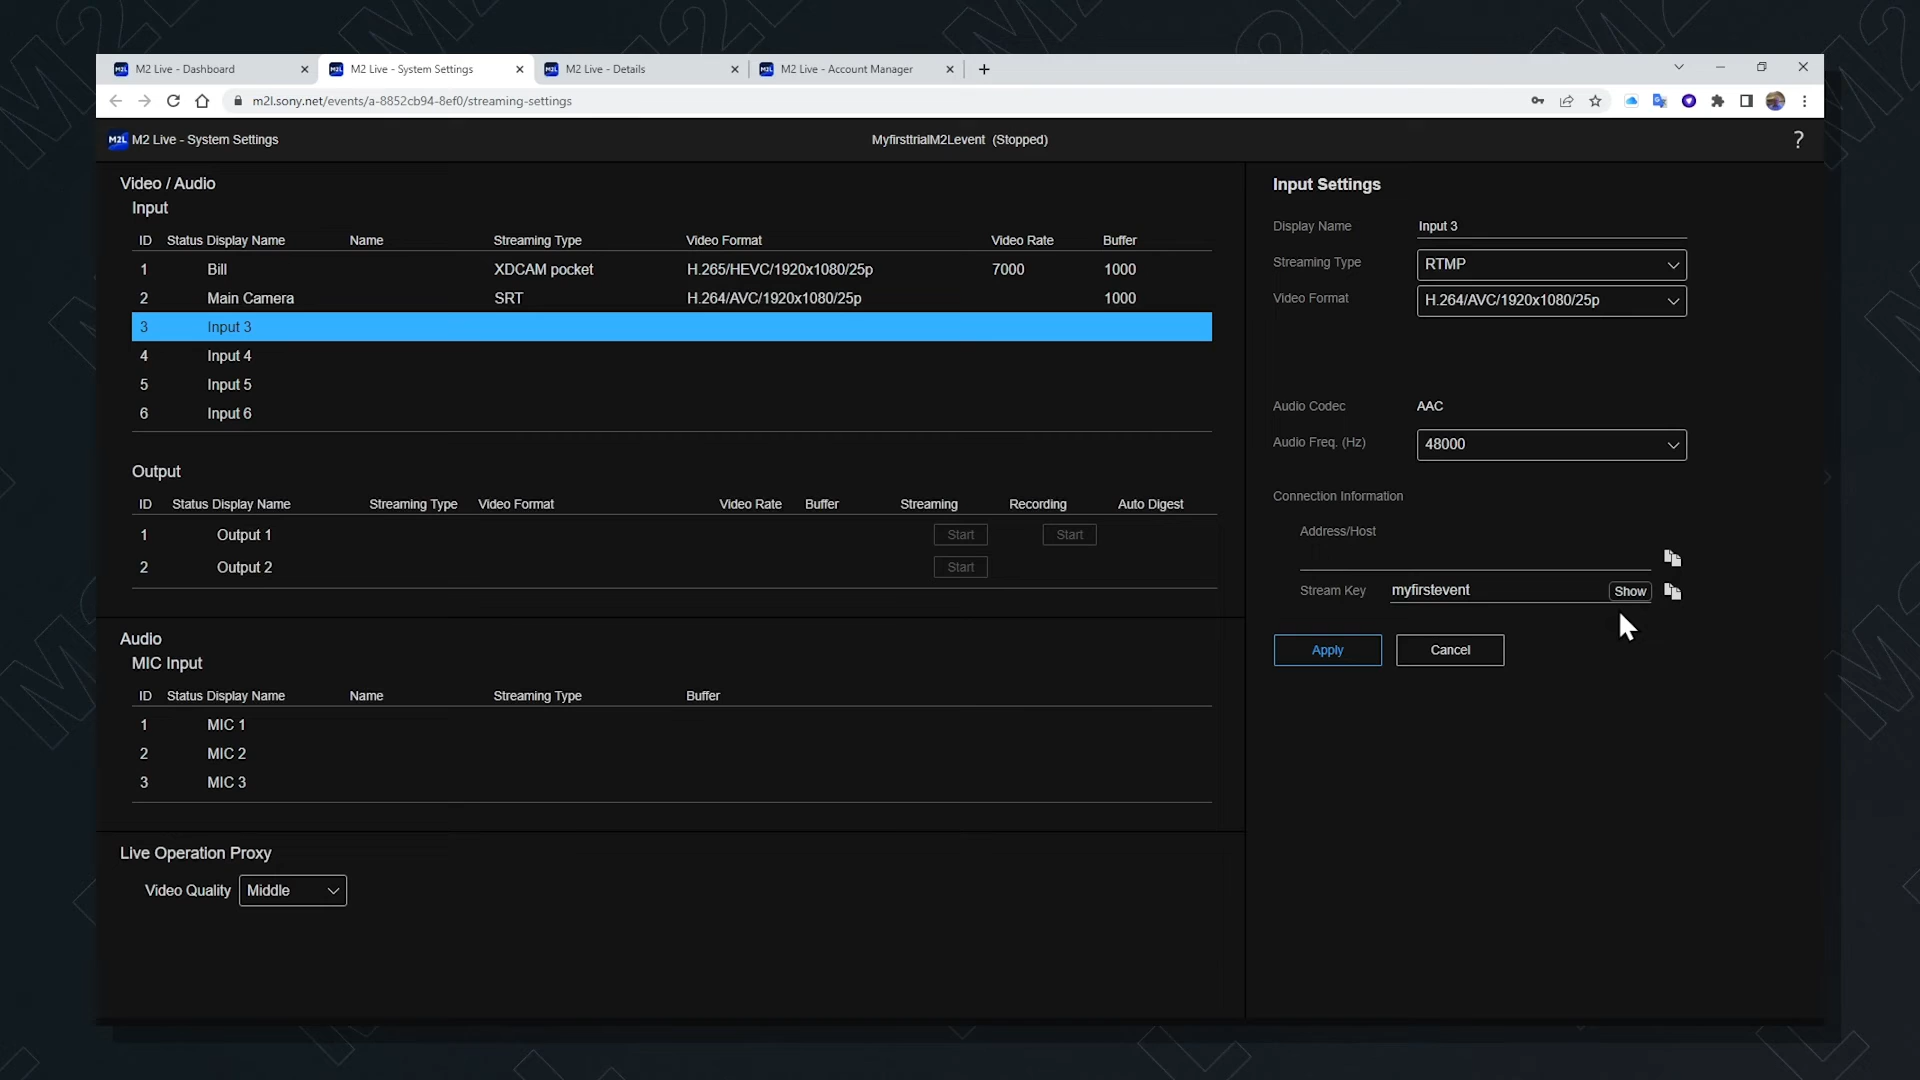 M2 Live - Dashboard
M2 Live - System Settings
M2 Live - Details
M2 Live - Account Manager
m2l.sony.net/events/a-8852cb94-8ef0/streaming-settings
M2L M2 Live - System Settings
MyfirsttrialM2Levent (Stopped)
?
Video / Audio
Input
ID Status Display Name Name Streaming Type Video Format Video Rate Buffer
1 Bill XDCAM pocket H.265/HEVC/1920x1080/25p 7000 1000
2 Main Camera SRT H.264/AVC/1920x1080/25p 1000
3 Input 3
4 Input 4
5 Input 5
6 Input 6
Output
ID Status Display Name Streaming Type Video Format Video Rate Buffer Streaming Recording Auto Digest
1 Output 1 Start Start
2 Output 2 Start
Audio
MIC Input
ID Status Display Name Name Streaming Type Buffer
1 MIC 1
2 MIC 2
3 MIC 3
Live Operation Proxy
Video Quality Middle
Input Settings
Display Name Input 3
Streaming Type RTMP
Video Format H.264/AVC/1920x1080/25p
Audio Codec AAC
Audio Freq. (Hz) 48000
Connection Information
Address/Host
Stream Key myfirstevent Show
Apply Cancel